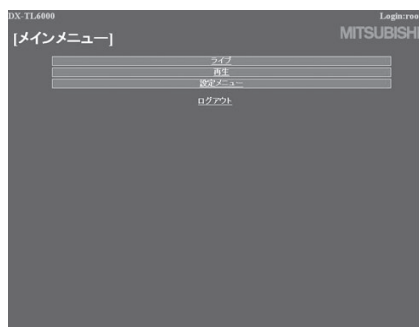 DX-TL6000
Login:roo
[メインメニュー]
MITSUBISHI
ライブ
再生
設定メニュー
ログアウト